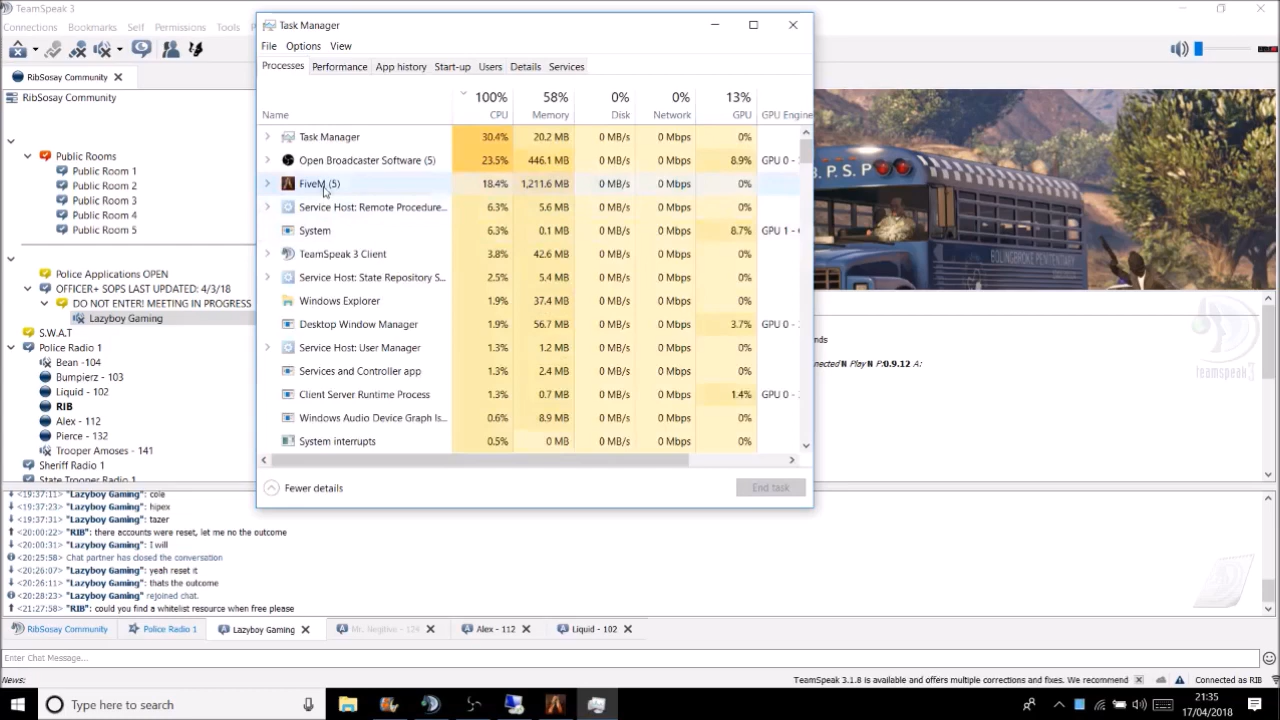 TeamSpeak 3
Connections Bookmarks Self Permissions Tools
RibSosay Community
RibSosay Community
Public Rooms
Public Room 1
Public Room 2
Public Room 3
Public Room 4
Public Room 5
Police Applications OPEN
OFFICER+ SOPS LAST UPDATED: 4/3/18
DO NOT ENTER! MEETING IN PROGRESS
Lazyboy Gaming
S.W.A.T
Police Radio 1
Bean -104
Bumpierz - 103
Liquid - 102
RIB
Alex - 112
Pierce - 132
Trooper Amoses - 141
Sheriff Radio 1
State Trooper Radio 1
Task Manager
File Options View
Processes Performance App history Start-up Users Details Services
100% 58% 0% 0% 13%
Name CPU Memory Disk Network GPU GPU Engine
Task Manager 30.4% 20.2 MB 0 MB/s 0 Mbps 0%
Open Broadcaster Software (5) 23.5% 446.1 MB 0 MB/s 0 Mbps 8.9% GPU 0 -
FiveM (5) 18.4% 1,211.6 MB 0 MB/s 0 Mbps 0%
Service Host: Remote Procedure... 6.3% 5.6 MB 0 MB/s 0 Mbps 0%
System 6.3% 0.1 MB 0 MB/s 0 Mbps 8.7% GPU 1 -
TeamSpeak 3 Client 3.8% 42.6 MB 0 MB/s 0 Mbps 0%
Service Host: State Repository S... 2.5% 5.4 MB 0 MB/s 0 Mbps 0%
Windows Explorer 1.9% 37.4 MB 0 MB/s 0 Mbps 0%
Desktop Window Manager 1.9% 56.7 MB 0 MB/s 0 Mbps 3.7% GPU 0 -
Service Host: User Manager 1.3% 1.2 MB 0 MB/s 0 Mbps 0%
Services and Controller app 1.3% 2.4 MB 0 MB/s 0 Mbps 0%
Client Server Runtime Process 1.3% 0.7 MB 0 MB/s 0 Mbps 1.4% GPU 0 -
Windows Audio Device Graph Is... 0.6% 8.9 MB 0 MB/s 0 Mbps 0%
System interrupts 0.5% 0 MB 0 MB/s 0 Mbps 0%
Fewer details
End task
B.P.S.P
BOLINGBROKE PENITENTIARY
nds
nected N Play N P:0.9.12 A:
teamspeak
<19:37:11> "Lazyboy Gaming": cole
<19:37:31> "Lazyboy Gaming": hipex
<19:37:31> "Lazyboy Gaming": tazer
<20:00:22> "RIB": there accounts were reset, let me no the outcome
<20:00:31> "Lazyboy Gaming": I will
<20:25:58> Chat partner has closed the conversation
<20:26:07> "Lazyboy Gaming": yeah reset it
<20:26:11> "Lazyboy Gaming": thats the outcome
<20:28:23> "Lazyboy Gaming" rejoined chat.
<21:27:58> "RIB": could you find a whitelist resource when free please
RibSosay Community Police Radio 1 Lazyboy Gaming Mr. Negitive - 124 Alex - 112 Liquid - 102
Enter Chat Message...
News: TeamSpeak 3.1.8 is available and offers multiple corrections and fixes. We recommend Connected as RIB
Type here to search
21:35
17/04/2018